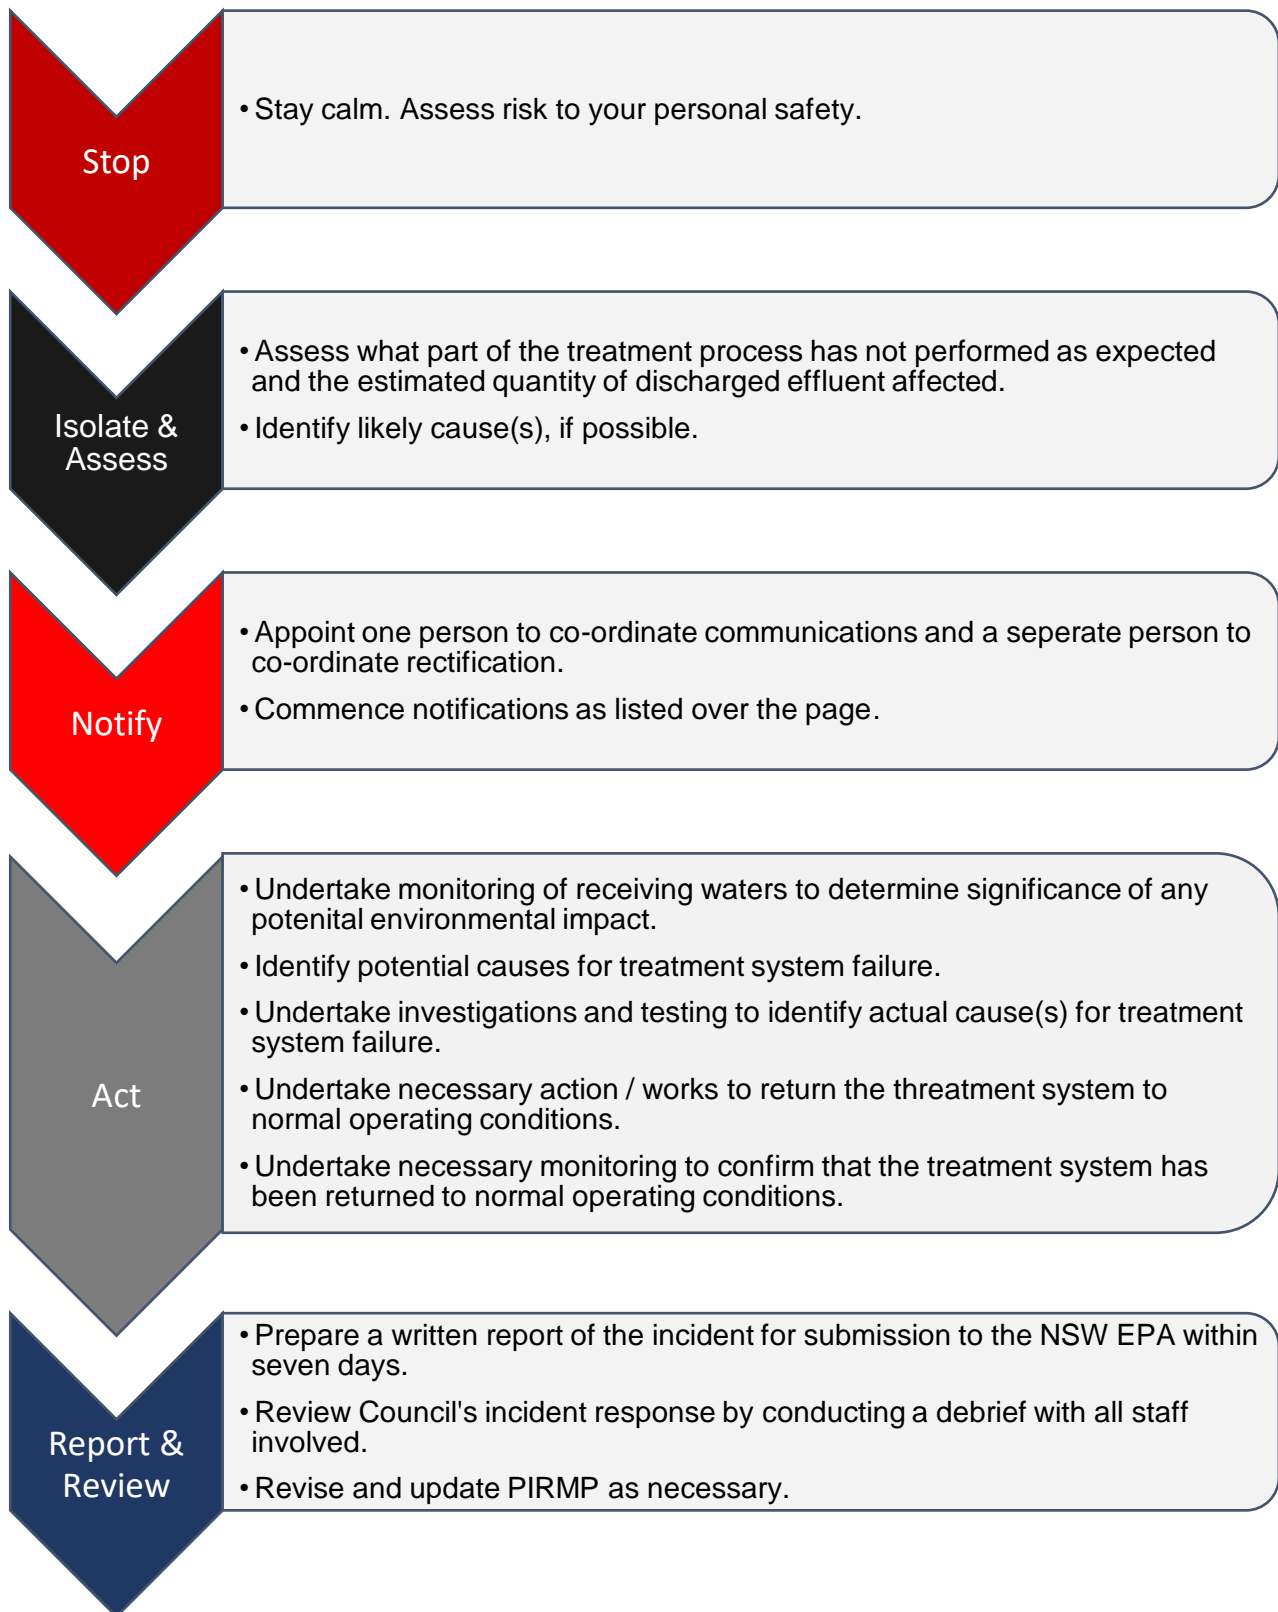 Stop
• Stay calm. Assess risk to your personal safety.
Isolate &
Assess
• Assess what part of the treatment process has not performed as expected
and the estimated quantity of discharged effluent affected.
• Identify likely cause(s), if possible.
Notify
• Appoint one person to co-ordinate communications and a seperate person to
co-ordinate rectification.
• Commence notifications as listed over the page.
Act
• Undertake monitoring of receiving waters to determine significance of any
potenital environmental impact.
• Identify potential causes for treatment system failure.
• Undertake investigations and testing to identify actual cause(s) for treatment
system failure.
• Undertake necessary action / works to return the threatment system to
normal operating conditions.
• Undertake necessary monitoring to confirm that the treatment system has
been returned to normal operating conditions.
Report &
Review
• Prepare a written report of the incident for submission to the NSW EPA within
seven days.
• Review Council's incident response by conducting a debrief with all staff
involved.
• Revise and update PIRMP as necessary.